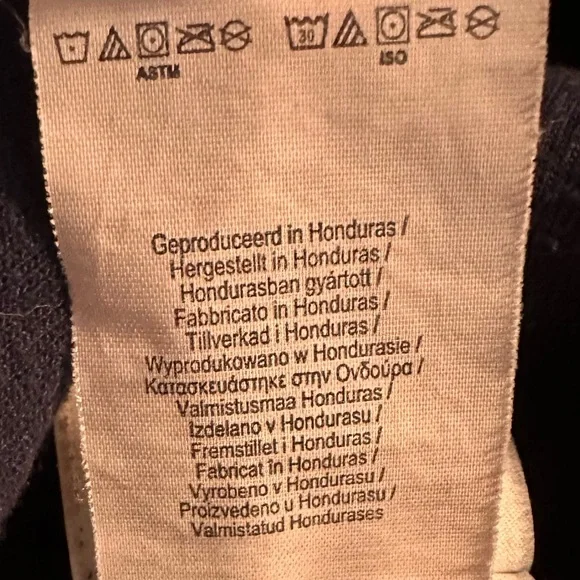 30
ASTM
ISO
Geproduceerd in Honduras /
Hergestellt in Honduras /
Hondurasban gyártott /
Fabbricato in Honduras /
Tillverkad i Honduras /
Wyprodukowano w Hondurasie /
Κατασκευάστηκε στην Ονδούρα /
Valmistusmaa Honduras /
Izdelano v Hondurasu /
Fremstillet i Honduras /
Fabricat în Honduras /
Vyrobeno v Hondurasu /
Proizvedeno u Hondurasu /
Valmistatud Hondurases